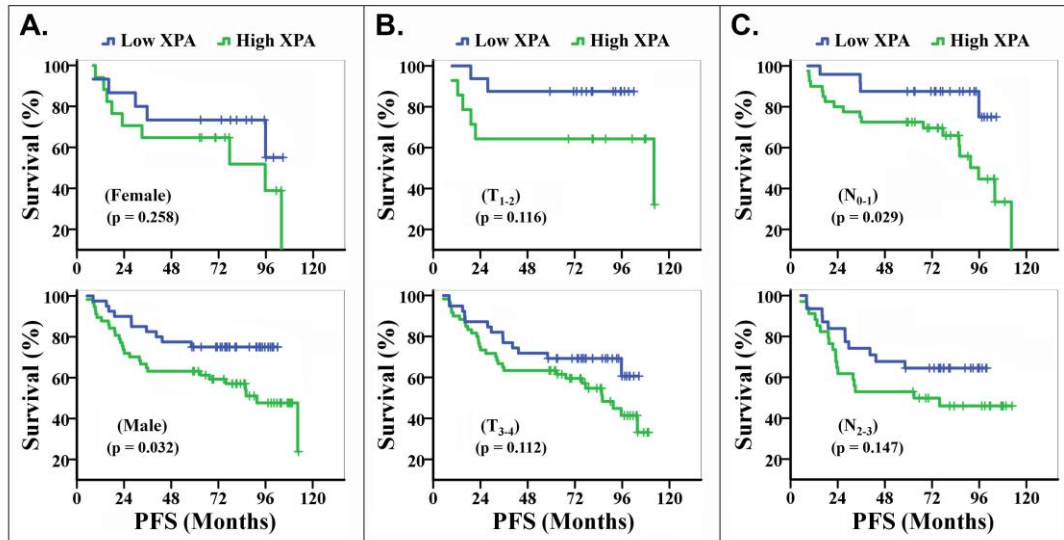 A.
Low XPA High XPA
Survival (%)
100
80
60
40
20
(Female)
(p = 0.258)
24 48 72 96 120
Survival (%)
100
80
60
40
20
(Male)
(p = 0.032)
24 48 72 96 120
PFS (Months)
B.
Low XPA High XPA
Survival (%)
100
80
60
40
20
(T1-2)
(p = 0.116)
24 48 72 96 120
Survival (%)
100
80
60
40
20
(T3-4)
(p = 0.112)
24 48 72 96 120
PFS (Months)
C.
Low XPA High XPA
Survival (%)
100
80
60
40
20
(N0-1)
(p = 0.029)
0 24 48 72 96 120
Survival (%)
100
80
60
40
20
(N2-3)
(p = 0.147)
0 24 48 72 96 120
PFS (Months)